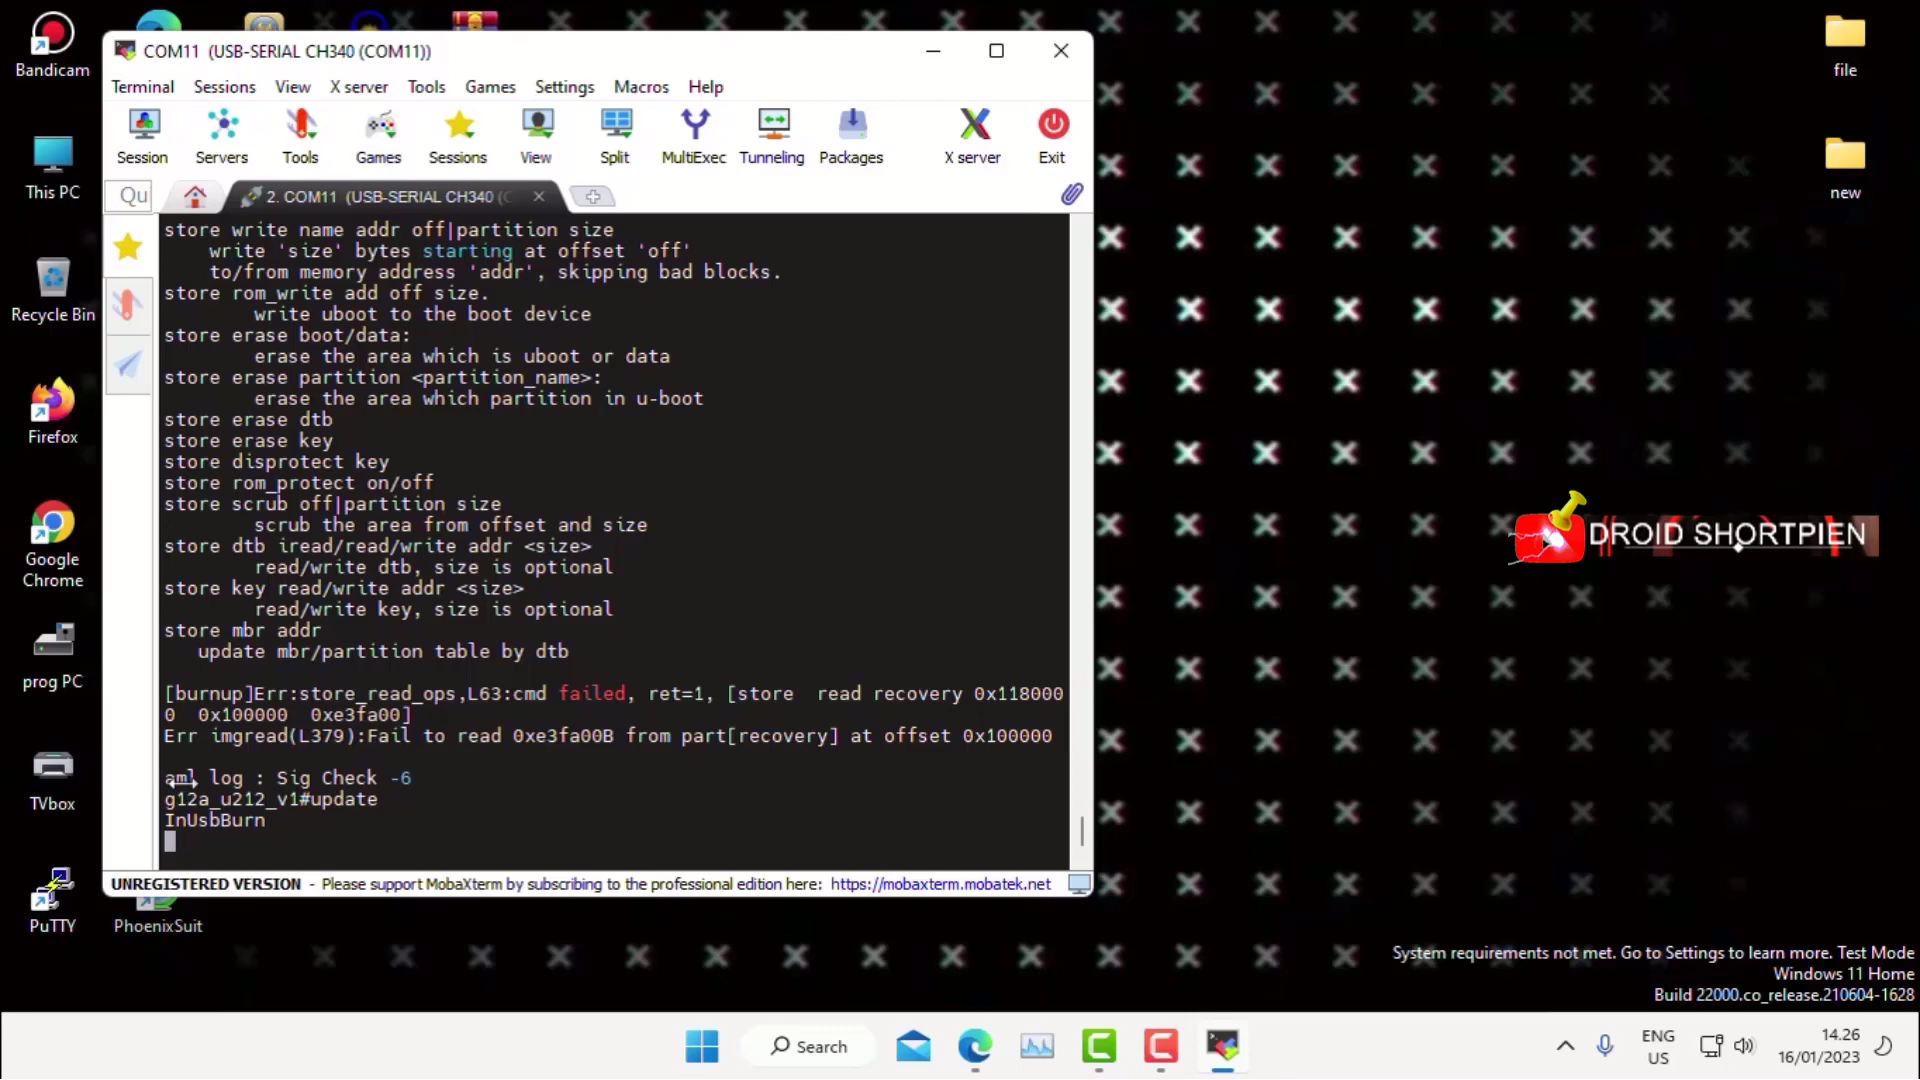 Bandicam
This PC
Recycle Bin
Firefox
Google
Chrome
prog PC
TVbox
PuTTY
PhoenixSuit
COM11 (USB-SERIAL CH340 (COM11))
Terminal Sessions View X server Tools Games Settings Macros Help
Session Servers Tools Games Sessions View Split MultiExec Tunneling Packages X server Exit
Qu
2. COM11 (USB-SERIAL CH340 (
store write name addr off|partition size
write 'size' bytes starting at offset 'off'
to/from memory address 'addr', skipping bad blocks.
store rom_write add off size.
write uboot to the boot device
store erase boot/data:
erase the area which is uboot or data
store erase partition <partition_name>:
erase the area which partition in u-boot
store erase dtb
store erase key
store disprotect key
store rom_protect on/off
store scrub off|partition size
scrub the area from offset and size
store dtb iread/read/write addr <size>
read/write dtb, size is optional
store key read/write addr <size>
read/write key, size is optional
store mbr addr
update mbr/partition table by dtb
[burnup]Err:store_read_ops,L63:cmd failed, ret=1, [store  read recovery 0x118000
0  0x100000  0xe3fa00]
Err imgread(L379):Fail to read 0xe3fa00B from part[recovery] at offset 0x100000
aml log : Sig Check -6
g12a_u212_v1#update
InUsbBurn
UNREGISTERED VERSION - Please support MobaXterm by subscribing to the professional edition here: https://mobaxterm.mobatek.net
file
new
DROID SHORTPIEN
System requirements not met. Go to Settings to learn more. Test Mode
Windows 11 Home
Build 22000.co_release.210604-1628
Search
ENG
US
14.26
16/01/2023